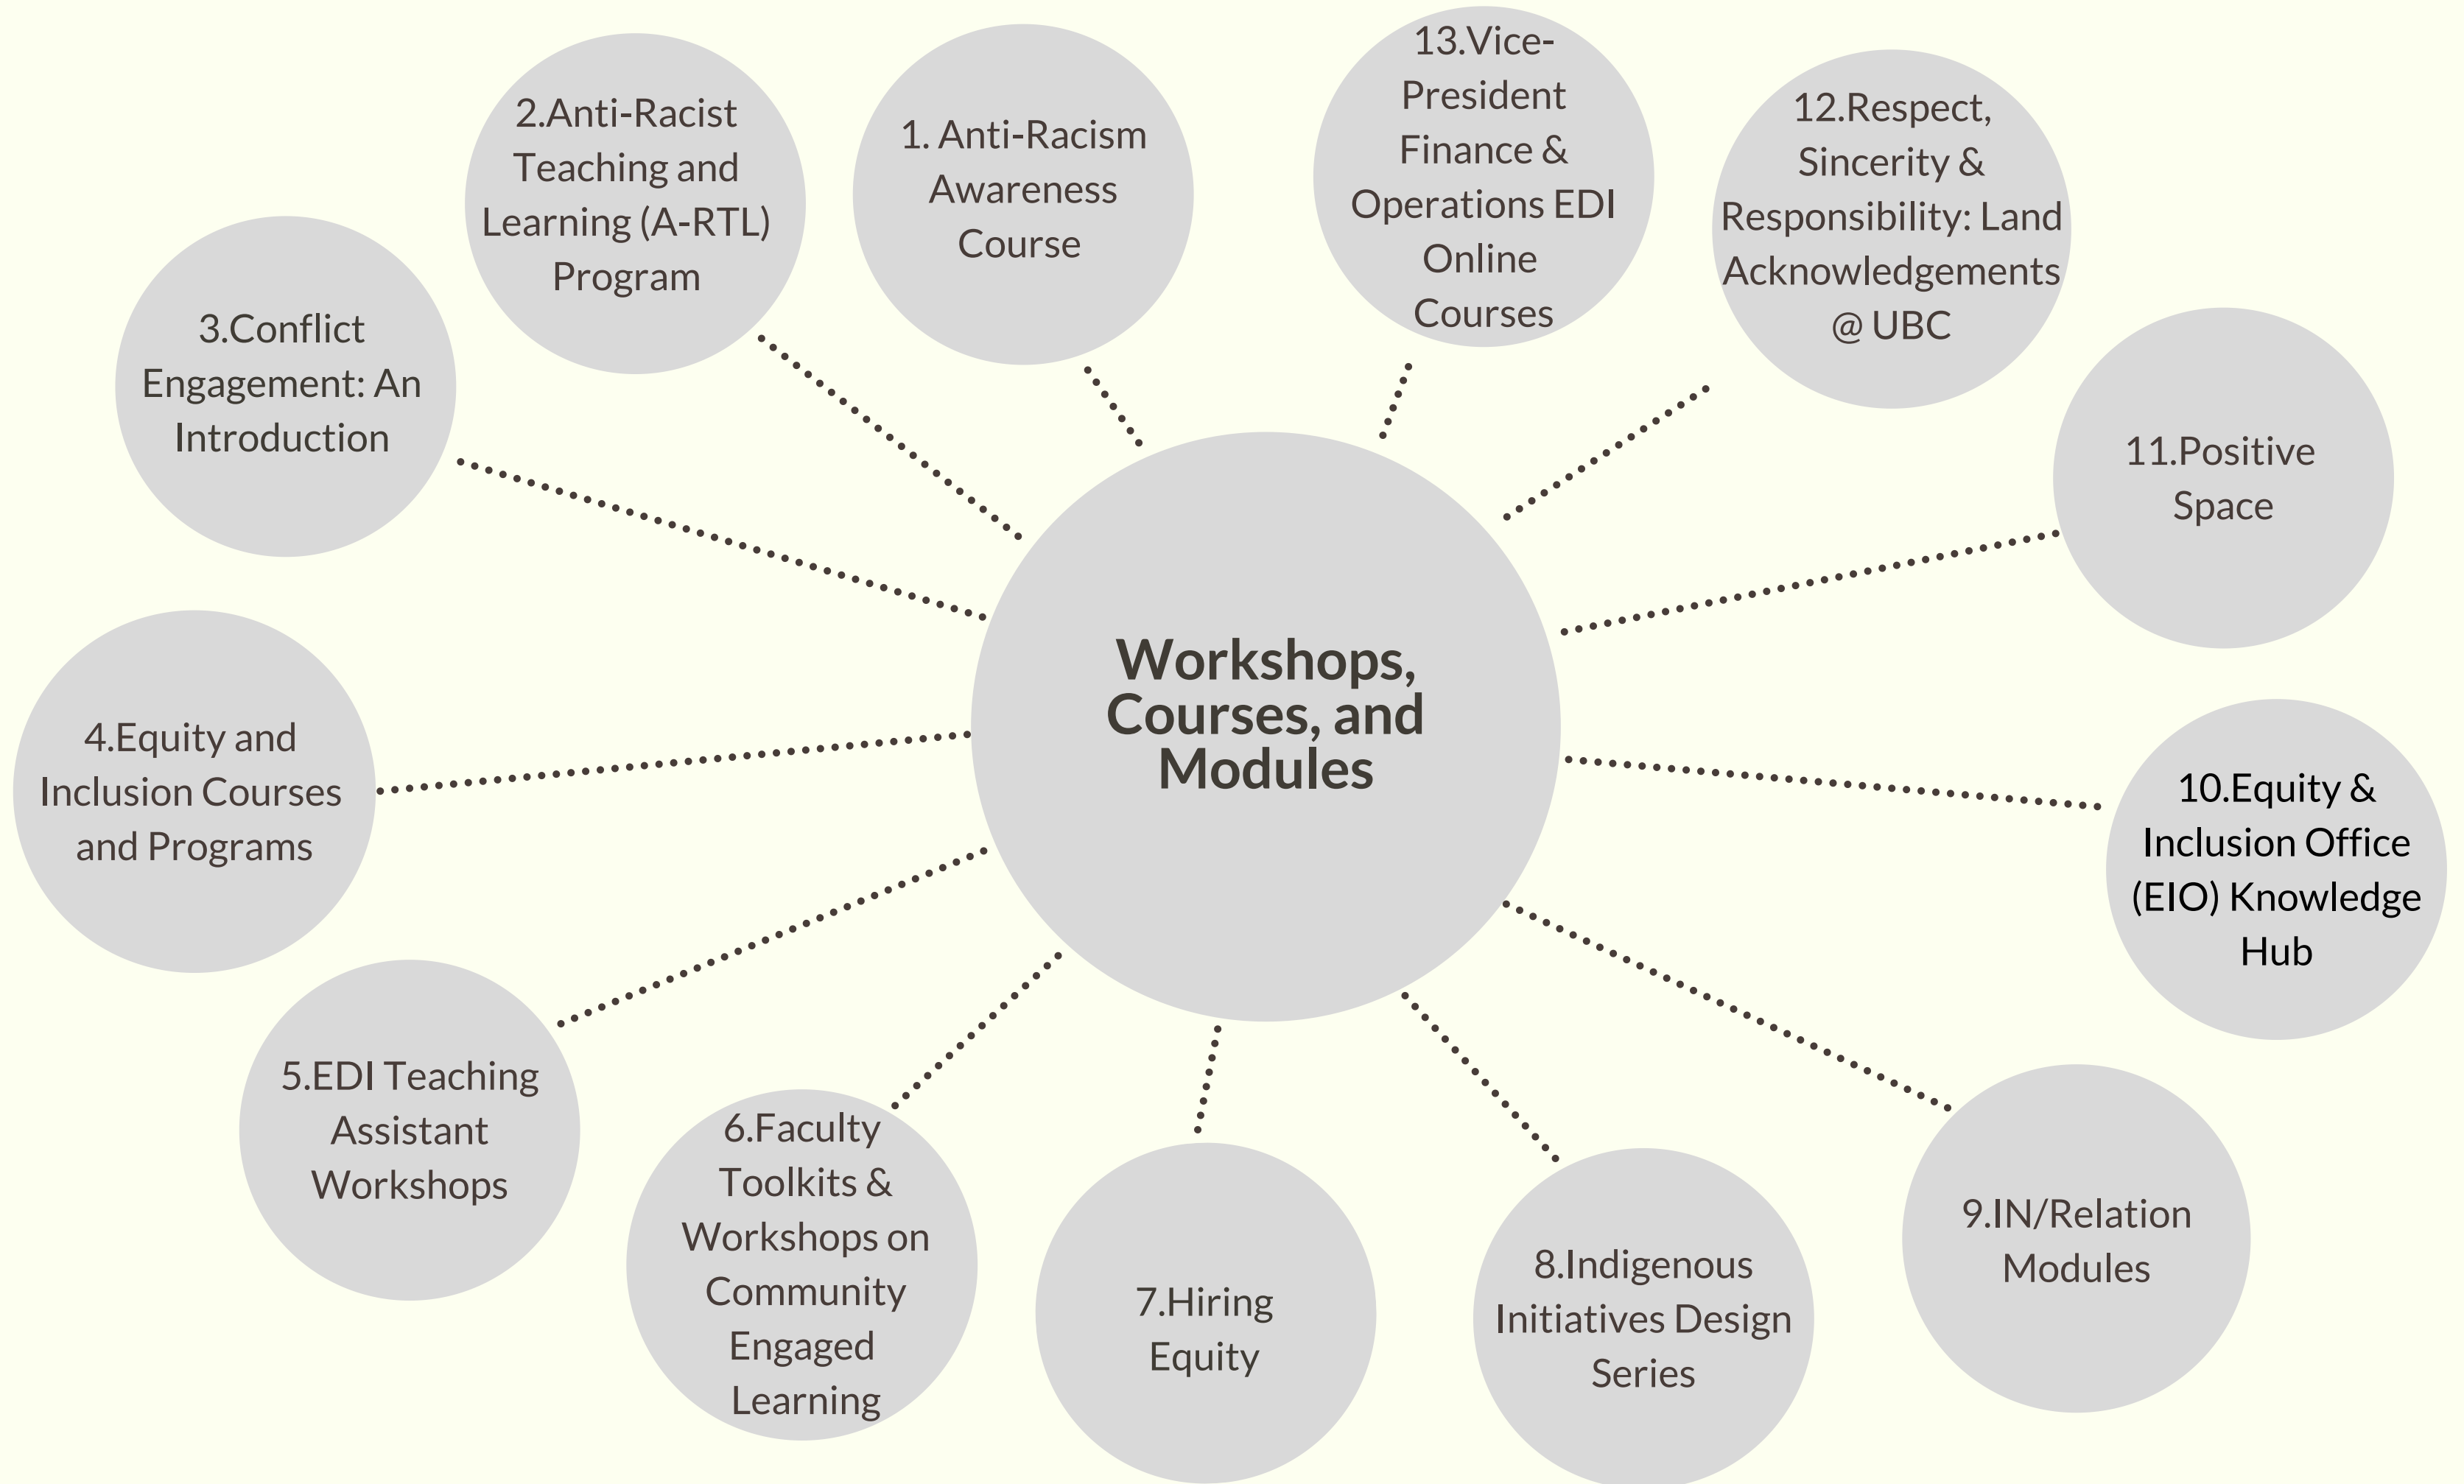 Workshops,
Courses, and
Modules
1. Anti-Racism
Awareness
Course
2.Anti-Racist
Teaching and
Learning (A-RTL)
Program
3.Conflict
Engagement: An
Introduction
4.Equity and
Inclusion Courses
and Programs
5.EDI Teaching
Assistant
Workshops
6.Faculty
Toolkits &
Workshops on
Community
Engaged
Learning
7.Hiring
Equity
8.Indigenous
Initiatives Design
Series
9.IN/Relation
Modules
10.Equity &
Inclusion Office
(EIO) Knowledge
Hub
11.Positive
Space
12.Respect,
Sincerity &
Responsibility: Land
Acknowledgements
@ UBC
13.Vice-
President
Finance &
Operations EDI
Online
Courses